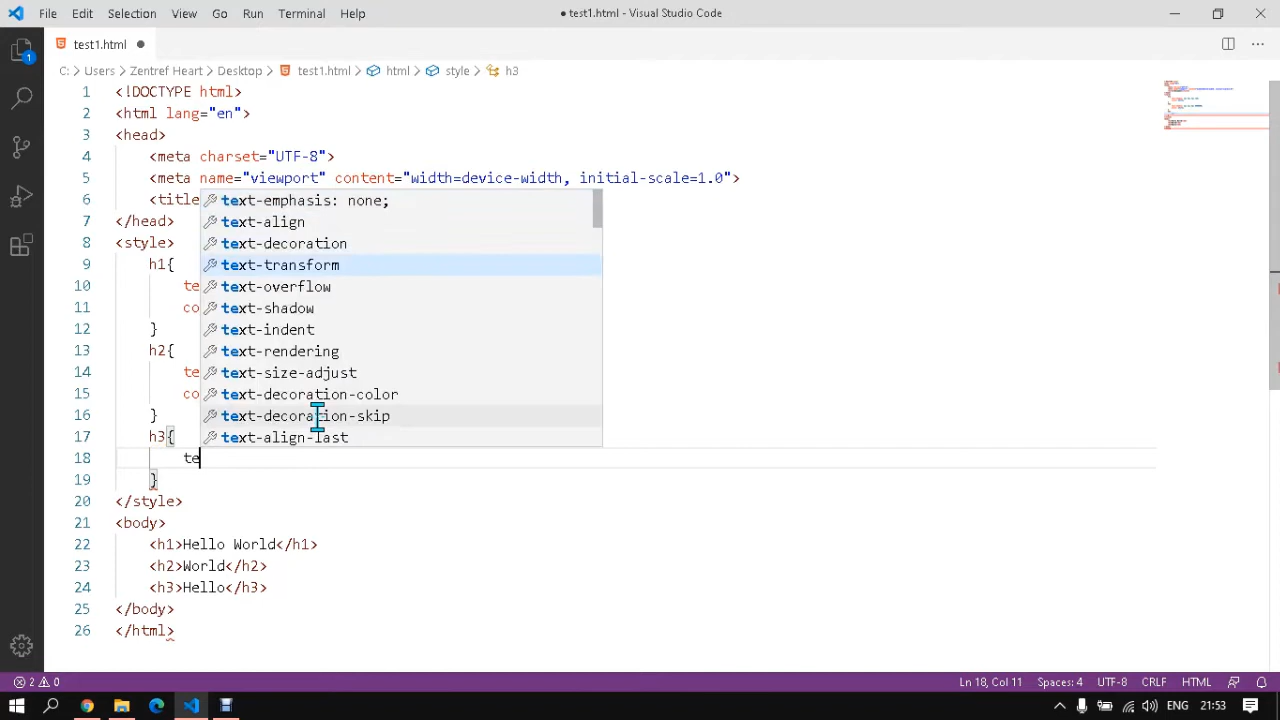 File Edit Selection View Go Run Terminal Help
● test1.html - Visual Studio Code
1
test1.html ●
C: > Users > Zentref Heart > Desktop > test1.html > html > style > h3
1 <!DOCTYPE html>
2 <html lang="en">
3 <head>
4 <meta charset="UTF-8">
5 <meta name="viewport" content="width=device-width, initial-scale=1.0">
6 <title
7 </head>
8 <style>
9 h1{
10 te
11 co
12 }
13 h2{
14 te
15 co
16 }
17 h3{
18 te
19 }
20 </style>
21 <body>
22 <h1>Hello World</h1>
23 <h2>World</h2>
24 <h3>Hello</h3>
25 </body>
26 </html>
text-emphasis: none;
text-align
text-decoration
text-transform
text-overflow
text-shadow
text-indent
text-rendering
text-size-adjust
text-decoration-color
text-decoration-skip
text-align-last
2 0
Ln 18, Col 11 Spaces: 4 UTF-8 CRLF HTML
ENG 21:53